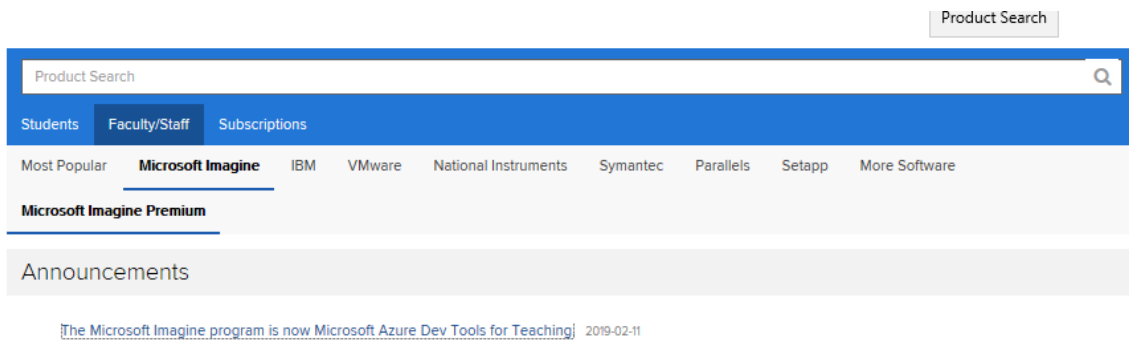 Product Search
Product Search
Students Faculty/Staff Subscriptions
Most Popular Microsoft Imagine IBM VMware National Instruments Symantec Parallels Setapp More Software
Microsoft Imagine Premium
Announcements
The Microsoft Imagine program is now Microsoft Azure Dev Tools for Teaching 2019-02-11